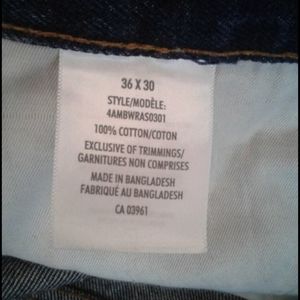 36 X 30
STYLE/MODÈLE:
4AMBWRAS0301
100% COTTON/COTON
EXCLUSIVE OF TRIMMINGS/
GARNITURES NON COMPRISES
MADE IN BANGLADESH
FABRIQUÉ AU BANGLADESH
CA 03961